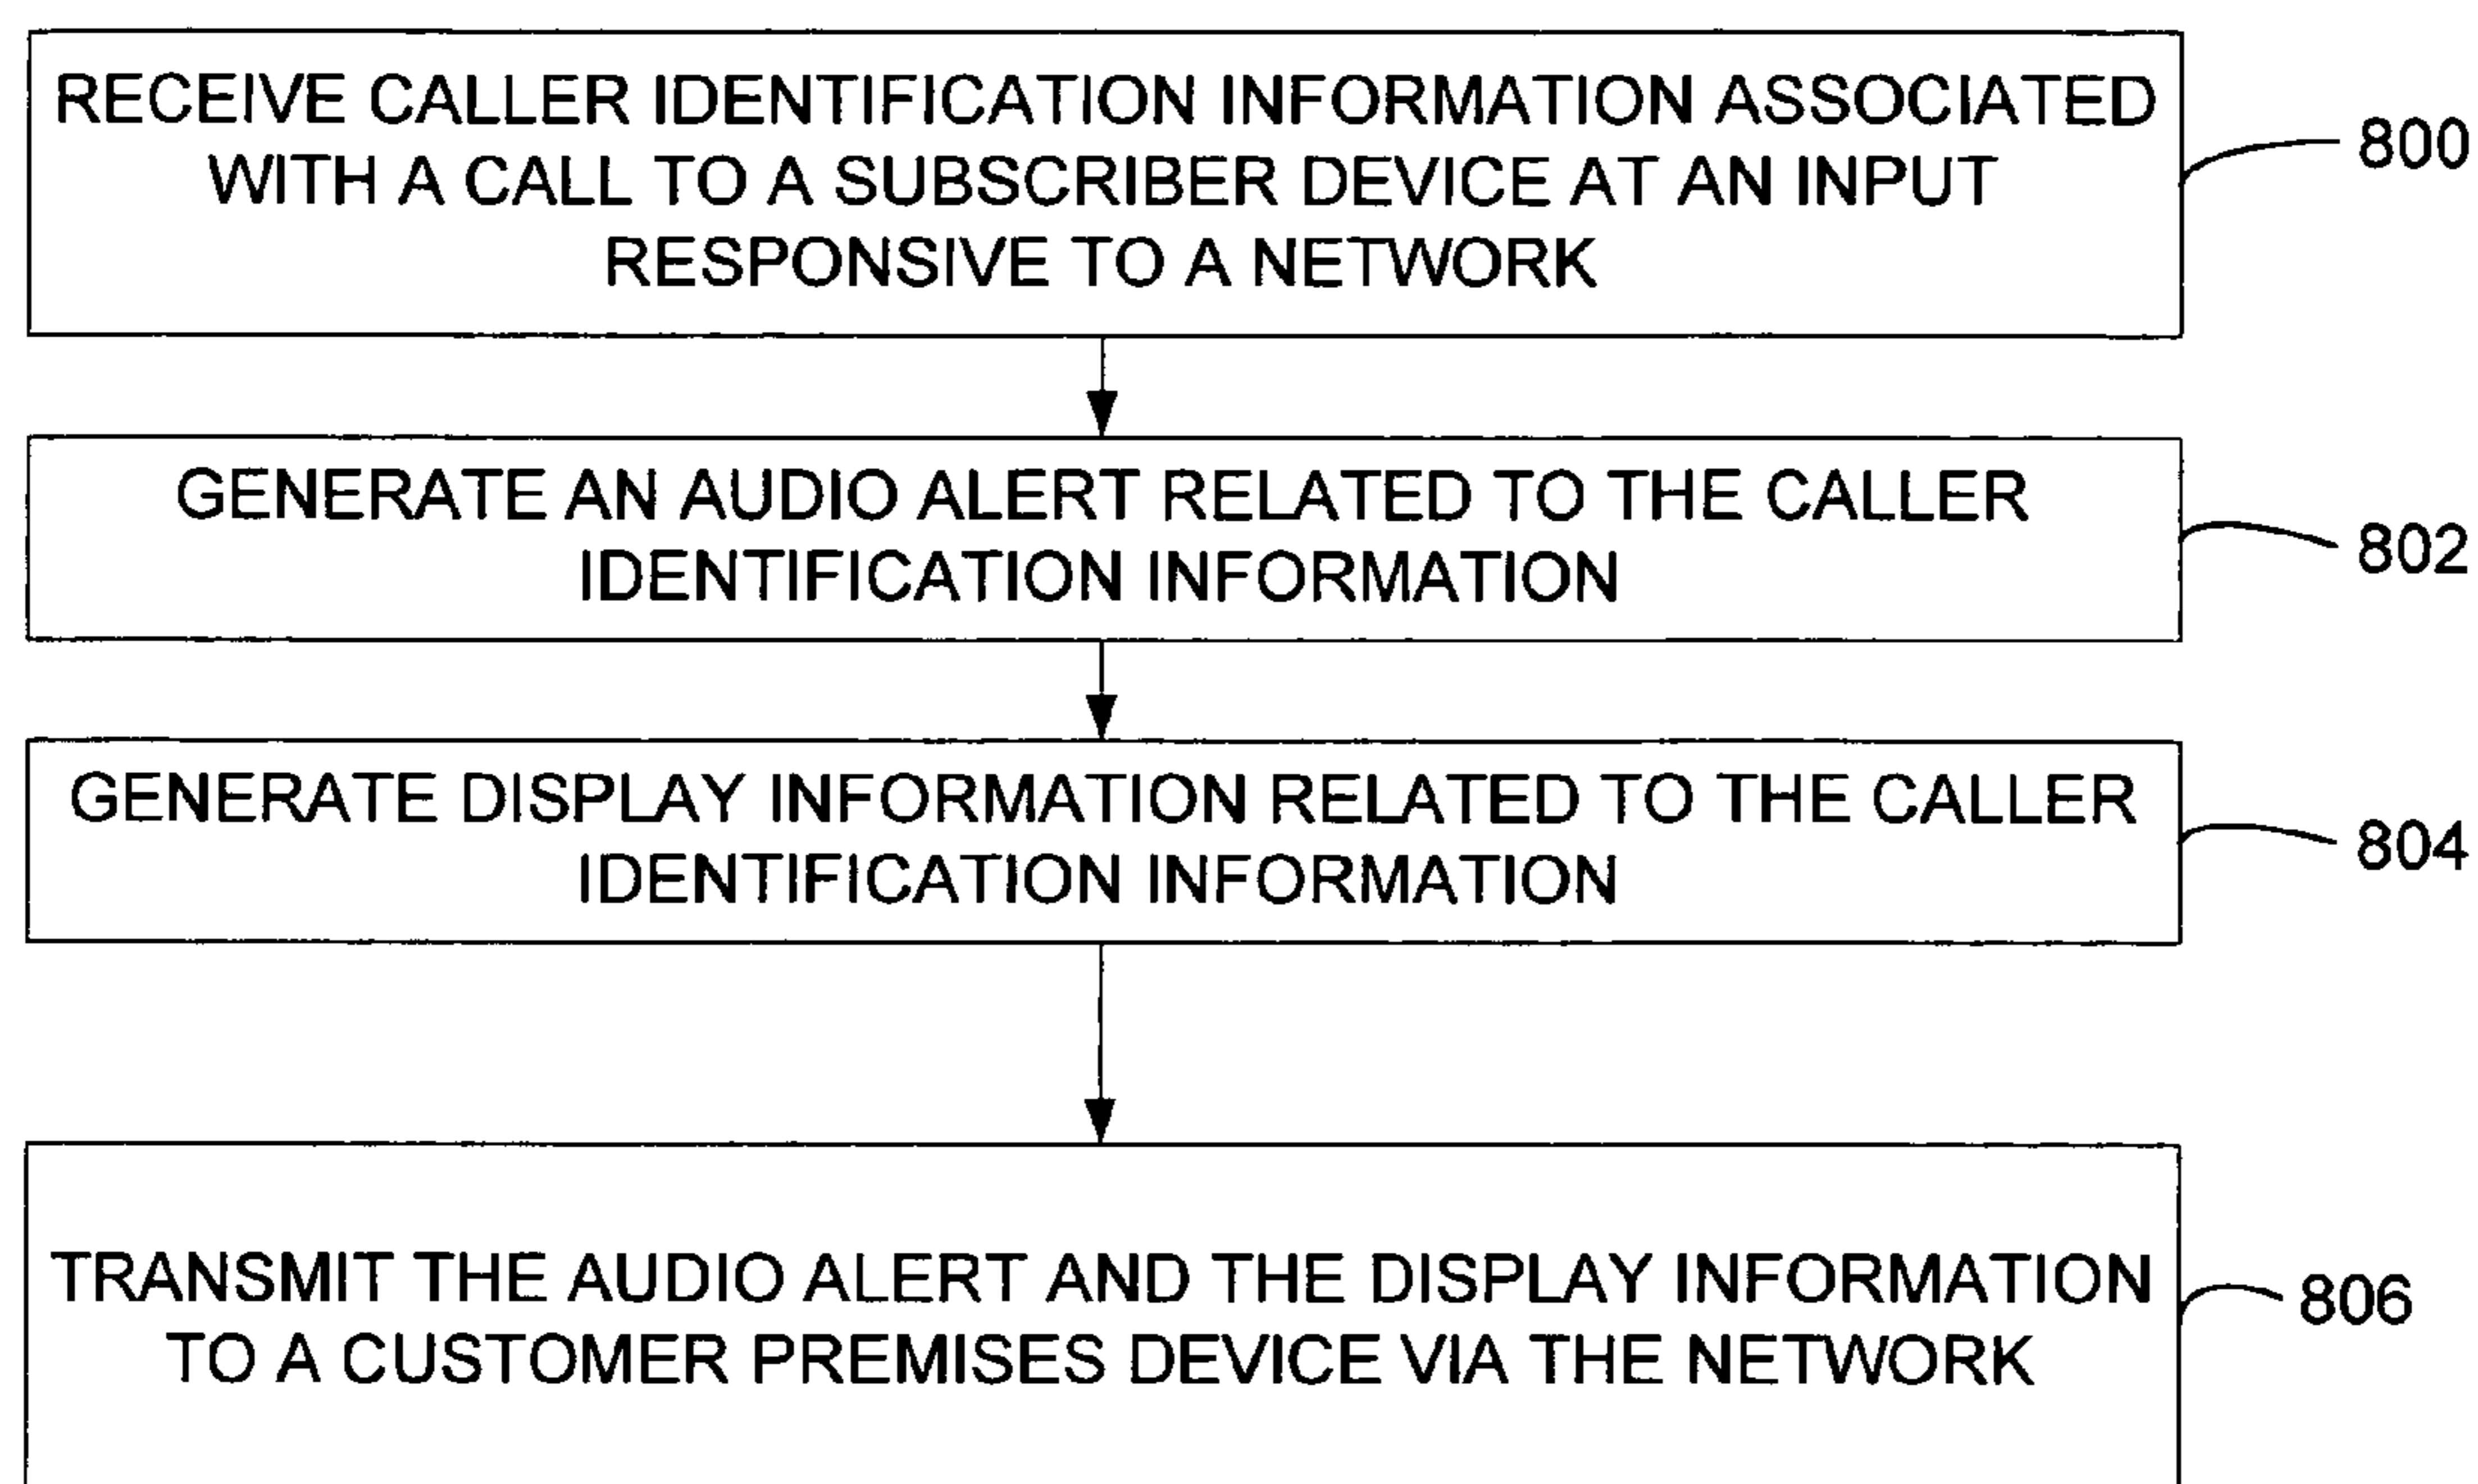 RECEIVE CALLER IDENTIFICATION INFORMATION ASSOCIATED
WITH A CALL TO A SUBSCRIBER DEVICE AT AN INPUT
RESPONSIVE TO A NETWORK
800
GENERATE AN AUDIO ALERT RELATED TO THE CALLER
IDENTIFICATION INFORMATION
802
GENERATE DISPLAY INFORMATION RELATED TO THE CALLER
IDENTIFICATION INFORMATION
804
TRANSMIT THE AUDIO ALERT AND THE DISPLAY INFORMATION
TO A CUSTOMER PREMISES DEVICE VIA THE NETWORK
806